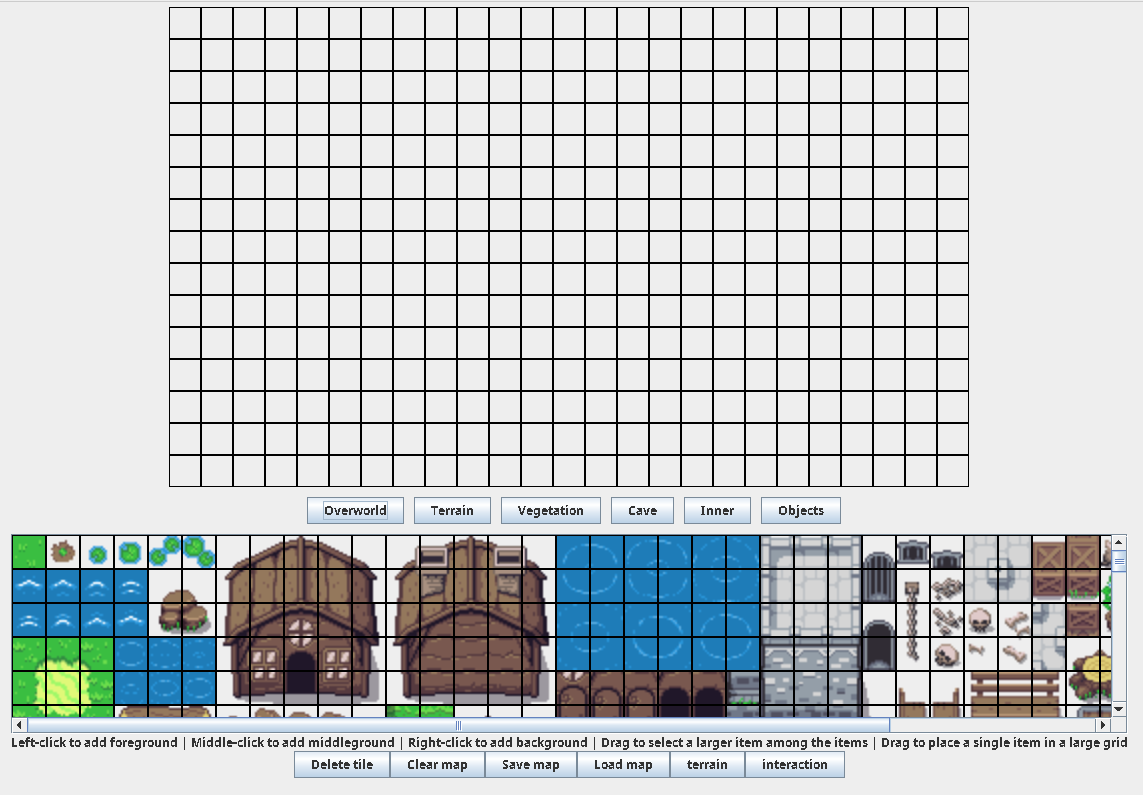 Overworld Terrain Vegetation Cave Inner Objects
Left-click to add foreground | Middle-click to add middleground | Right-click to add background | Drag to select a larger item among the items | Drag to place a single item in a large grid
Delete tile Clear map Save map Load map terrain interaction